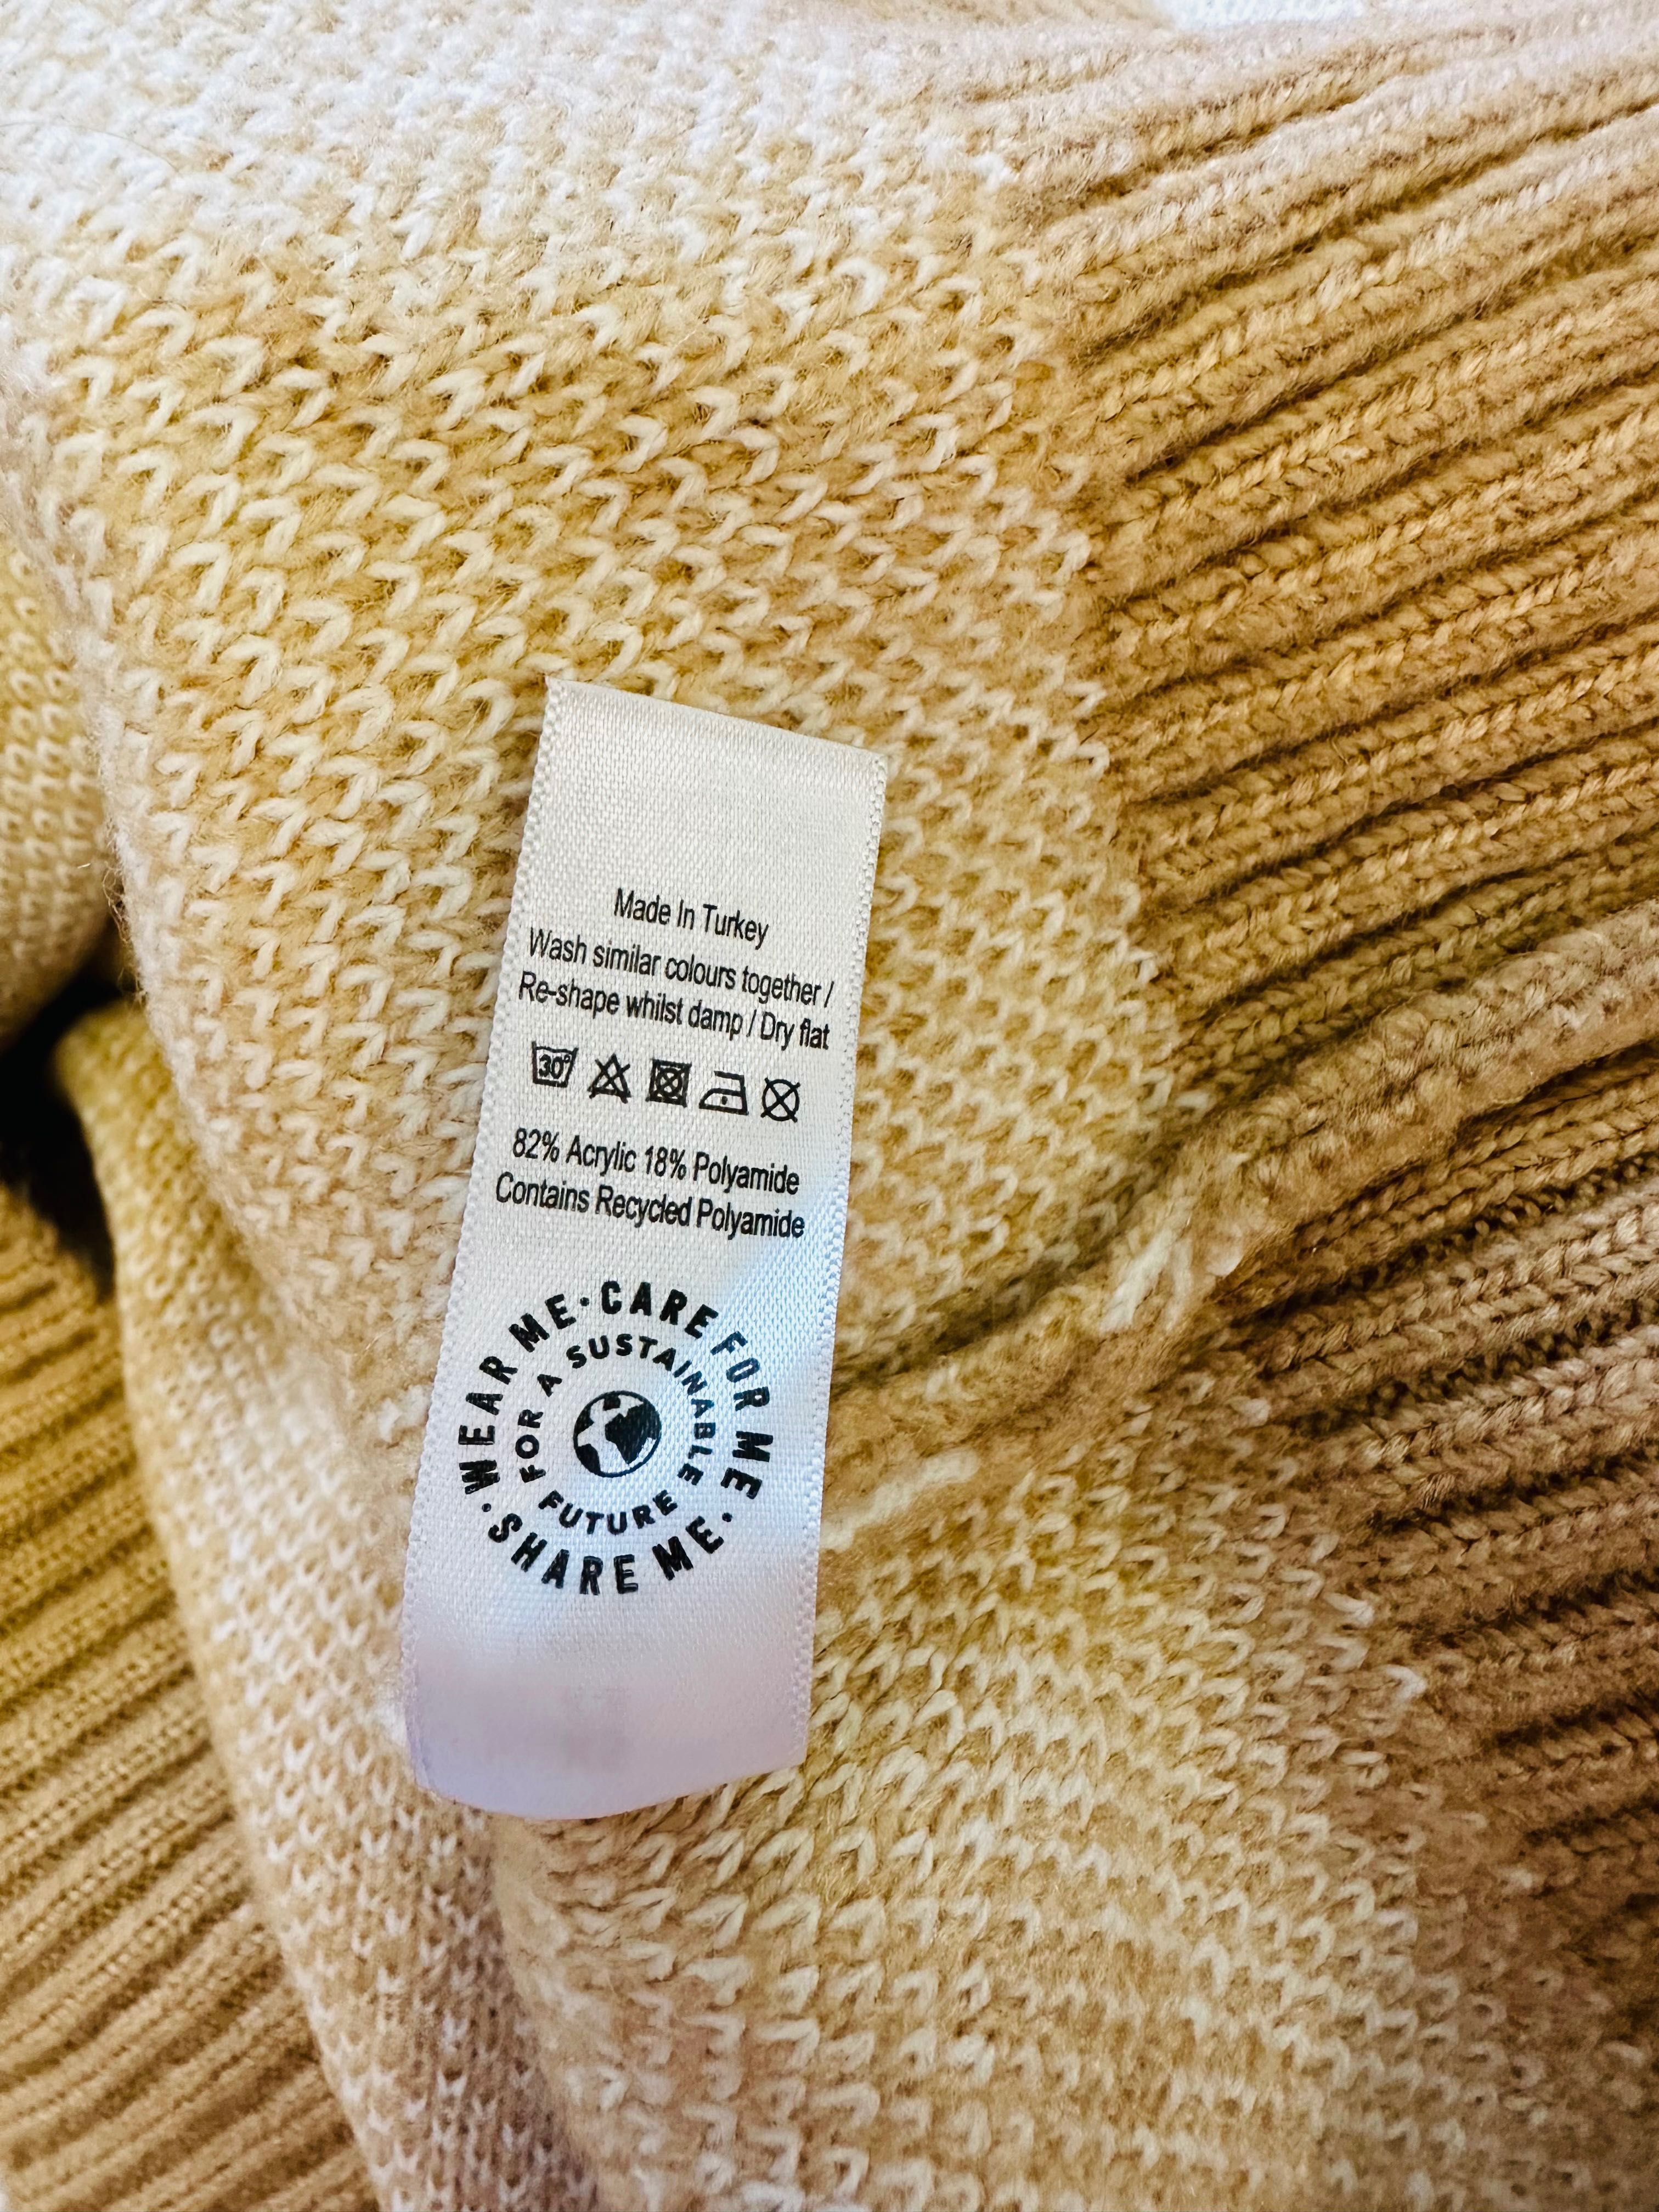 Made In Turkey
Wash similar colours together /
Re-shape whilst damp / Dry flat
30°
82% Acrylic 18% Polyamide
Contains Recycled Polyamide
WEAR ME · CARE FOR ME · SHARE ME ·
FOR A SUSTAINABLE FUTURE